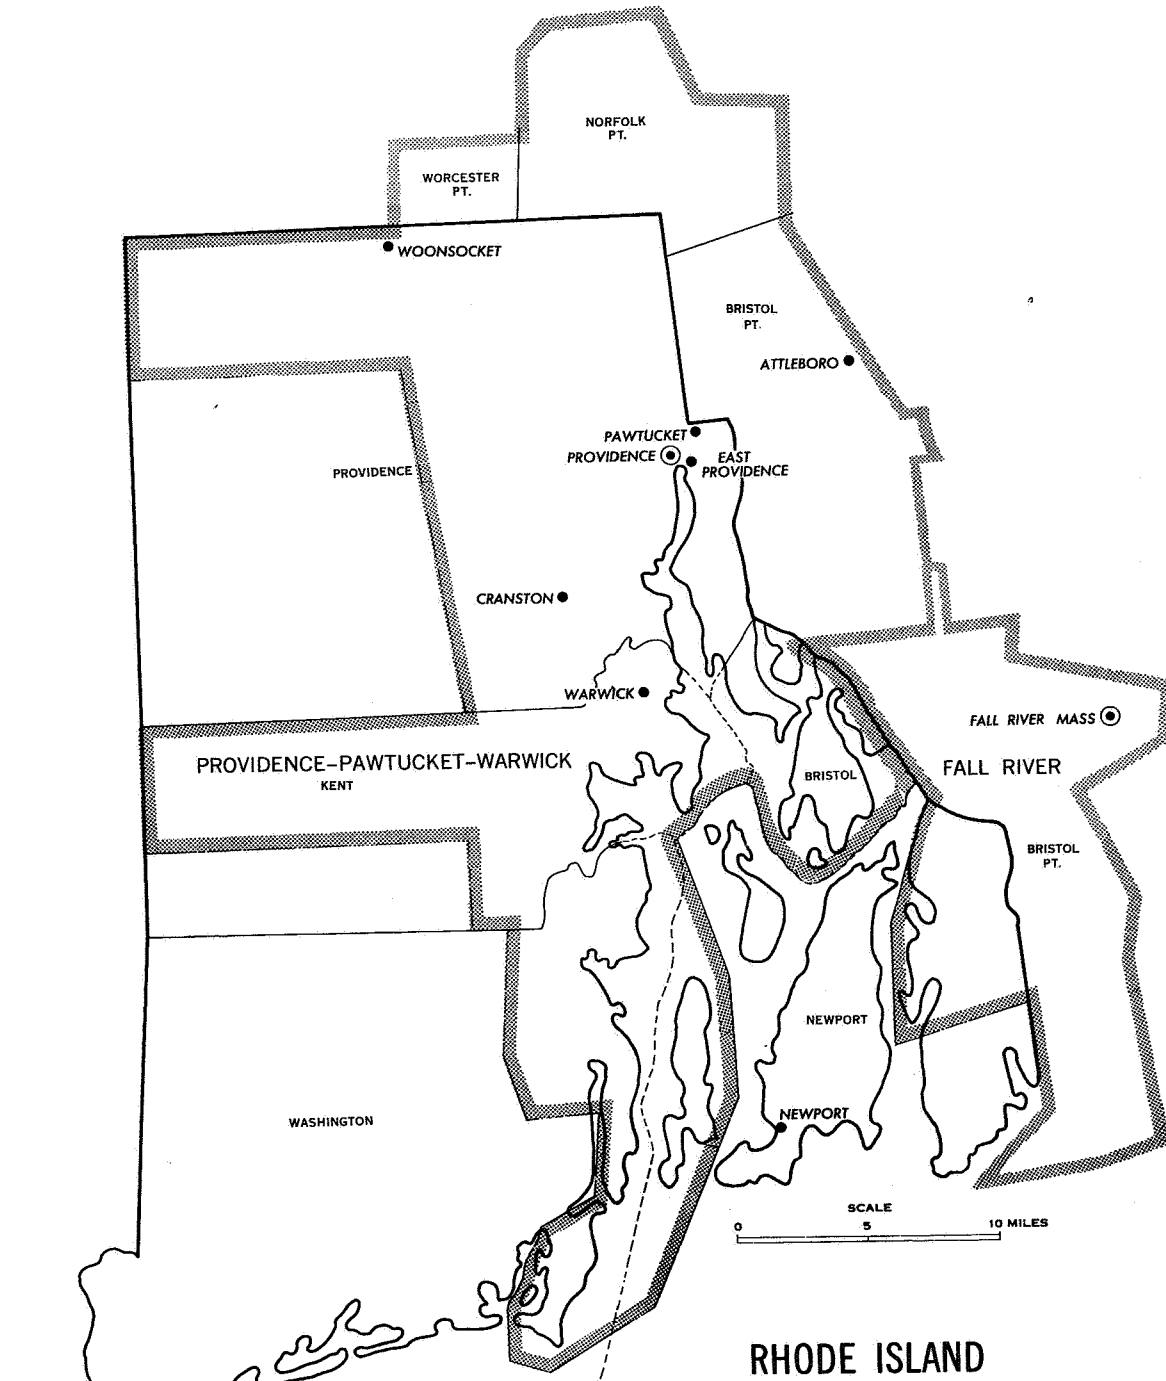 NORFOLK
PT.
WORCESTER
PT.
WOONSOCKET
BRISTOL
PT.
ATTLEBORO
PAWTUCKET
PROVIDENCE
EAST
PROVIDENCE
PROVIDENCE
CRANSTON
WARWICK
FALL RIVER MASS
PROVIDENCE-PAWTUCKET-WARWICK
KENT
BRISTOL
FALL RIVER
BRISTOL
PT.
NEWPORT
WASHINGTON
NEWPORT
SCALE
0 5 10 MILES
RHODE ISLAND